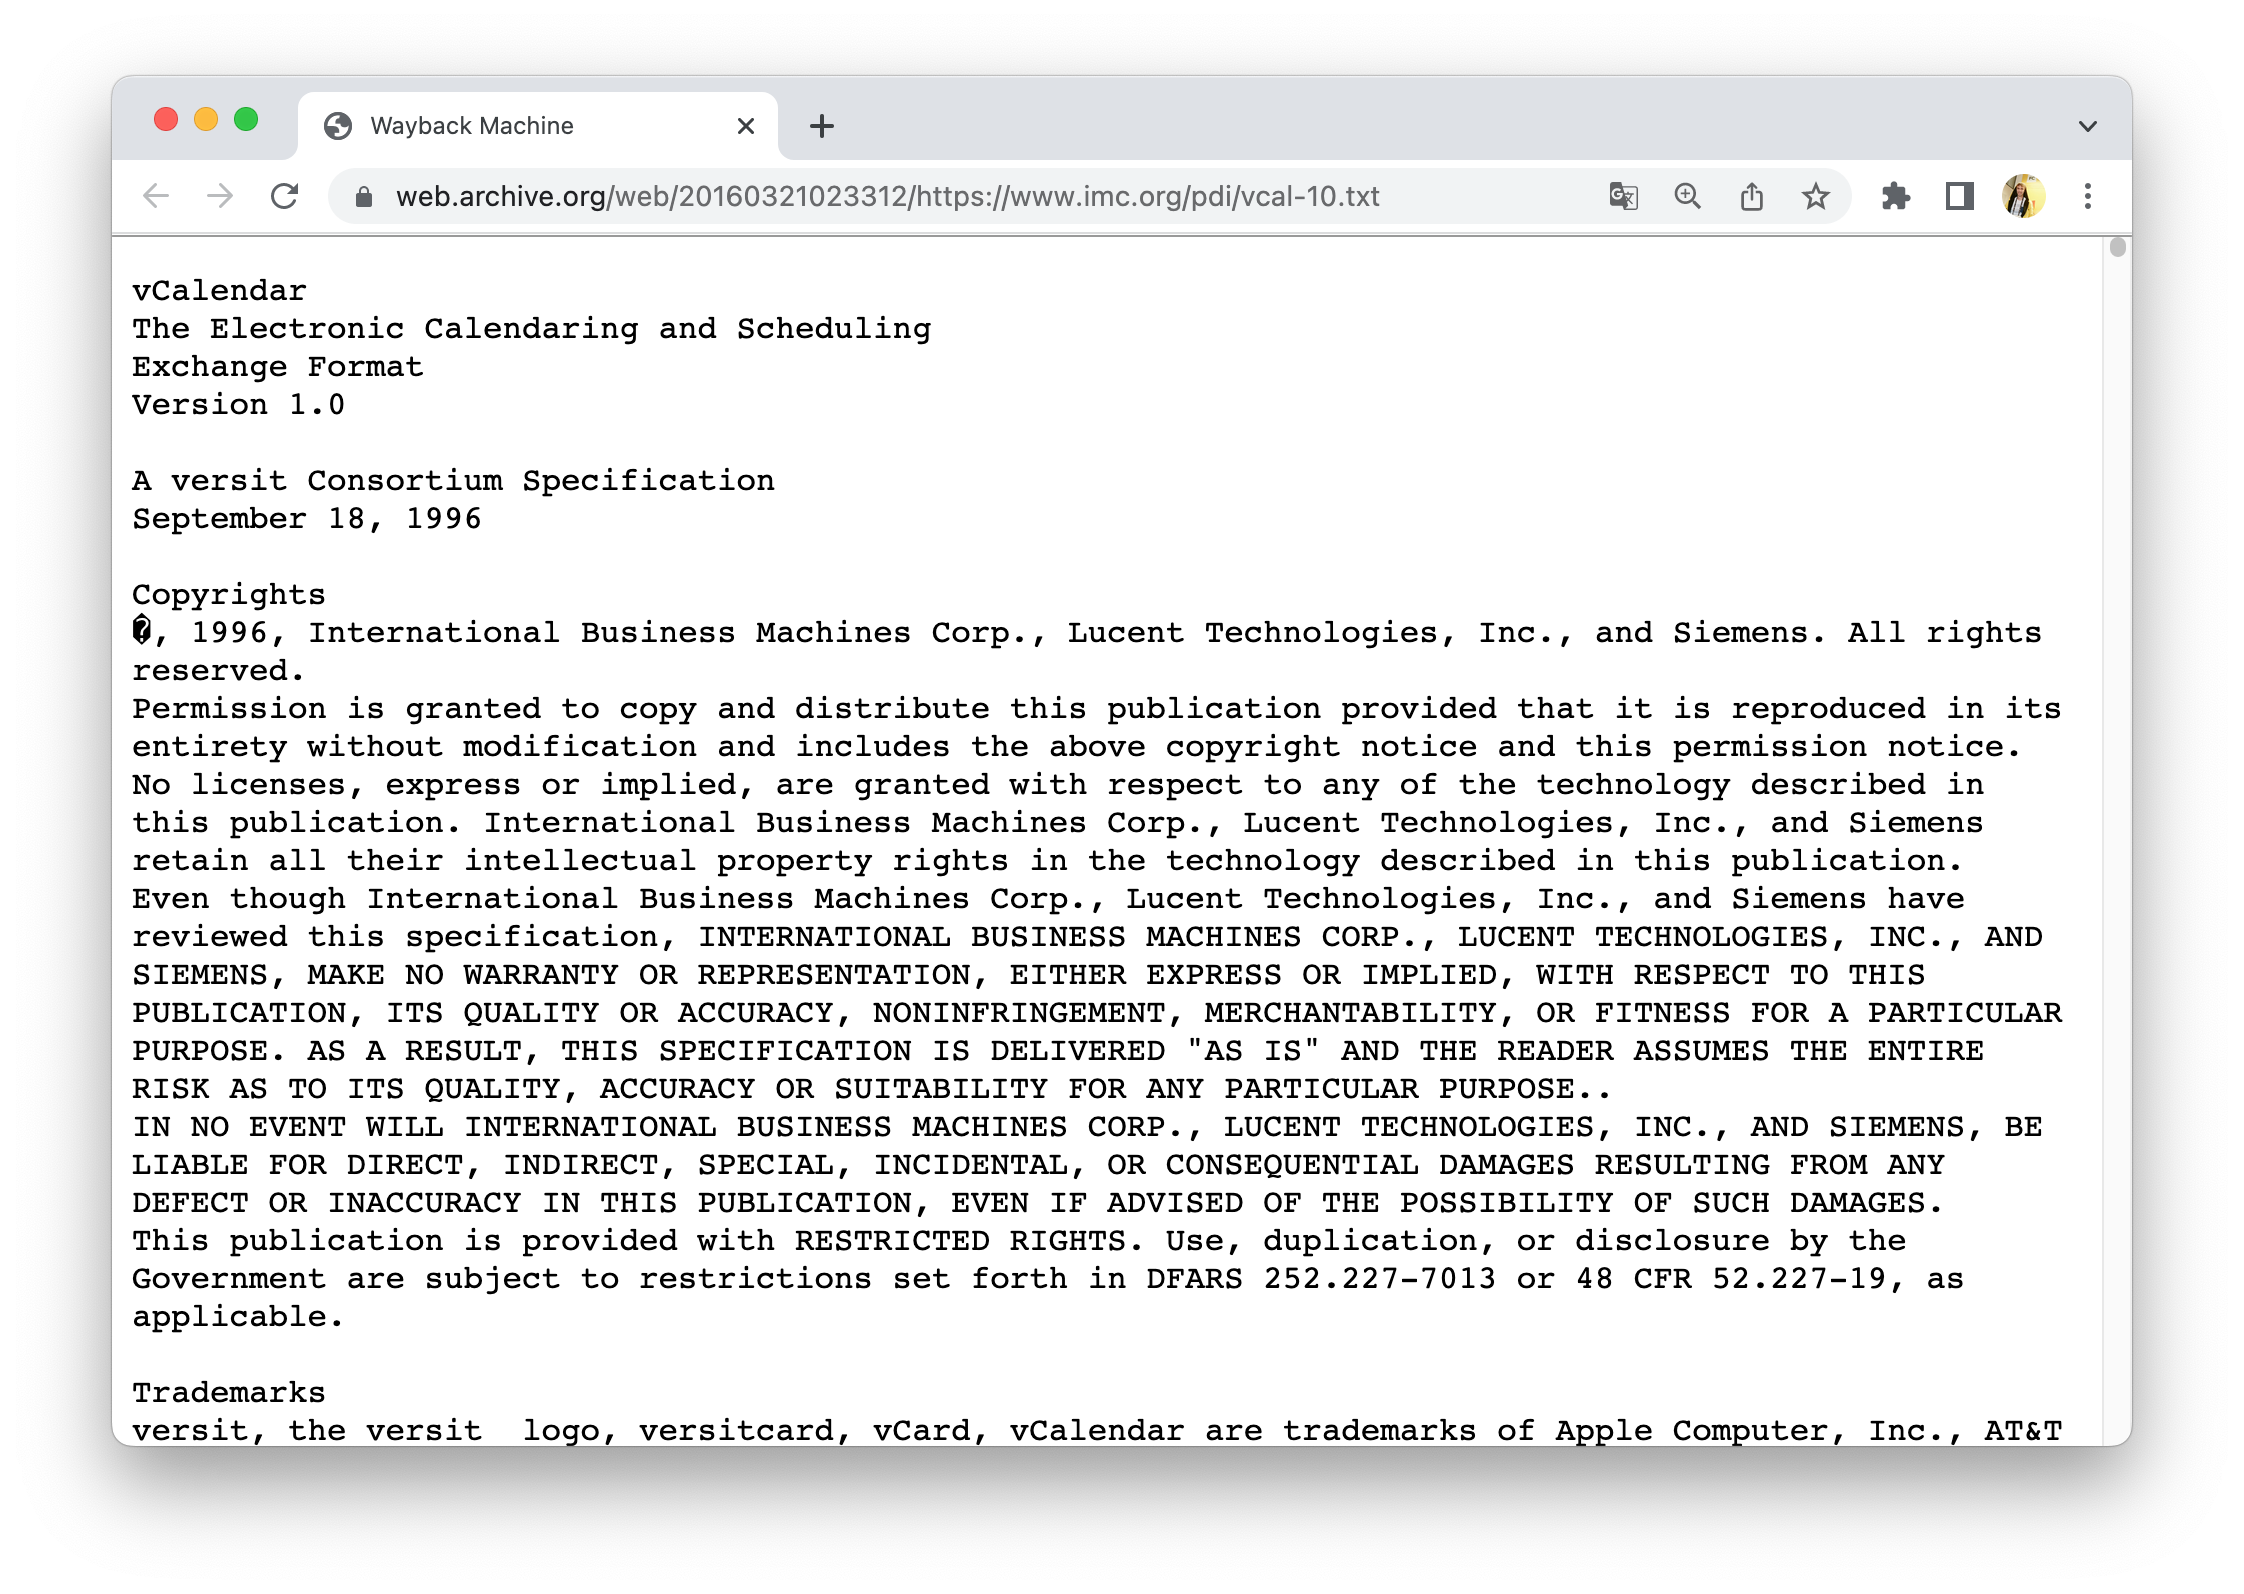 Wayback Machine
web.archive.org/web/20160321023312/https://www.imc.org/pdi/vcal-10.txt
vCalendar
The Electronic Calendaring and Scheduling
Exchange Format
Version 1.0
A versit Consortium Specification
September 18, 1996
Copyrights
�, 1996, International Business Machines Corp., Lucent Technologies, Inc., and Siemens. All rights
reserved.
Permission is granted to copy and distribute this publication provided that it is reproduced in its
entirety without modification and includes the above copyright notice and this permission notice.
No licenses, express or implied, are granted with respect to any of the technology described in
this publication. International Business Machines Corp., Lucent Technologies, Inc., and Siemens
retain all their intellectual property rights in the technology described in this publication.
Even though International Business Machines Corp., Lucent Technologies, Inc., and Siemens have
reviewed this specification, INTERNATIONAL BUSINESS MACHINES CORP., LUCENT TECHNOLOGIES, INC., AND
SIEMENS, MAKE NO WARRANTY OR REPRESENTATION, EITHER EXPRESS OR IMPLIED, WITH RESPECT TO THIS
PUBLICATION, ITS QUALITY OR ACCURACY, NONINFRINGEMENT, MERCHANTABILITY, OR FITNESS FOR A PARTICULAR
PURPOSE. AS A RESULT, THIS SPECIFICATION IS DELIVERED "AS IS" AND THE READER ASSUMES THE ENTIRE
RISK AS TO ITS QUALITY, ACCURACY OR SUITABILITY FOR ANY PARTICULAR PURPOSE..
IN NO EVENT WILL INTERNATIONAL BUSINESS MACHINES CORP., LUCENT TECHNOLOGIES, INC., AND SIEMENS, BE
LIABLE FOR DIRECT, INDIRECT, SPECIAL, INCIDENTAL, OR CONSEQUENTIAL DAMAGES RESULTING FROM ANY
DEFECT OR INACCURACY IN THIS PUBLICATION, EVEN IF ADVISED OF THE POSSIBILITY OF SUCH DAMAGES.
This publication is provided with RESTRICTED RIGHTS. Use, duplication, or disclosure by the
Government are subject to restrictions set forth in DFARS 252.227-7013 or 48 CFR 52.227-19, as
applicable.
Trademarks
versit, the versit  logo, versitcard, vCard, vCalendar are trademarks of Apple Computer, Inc., AT&T